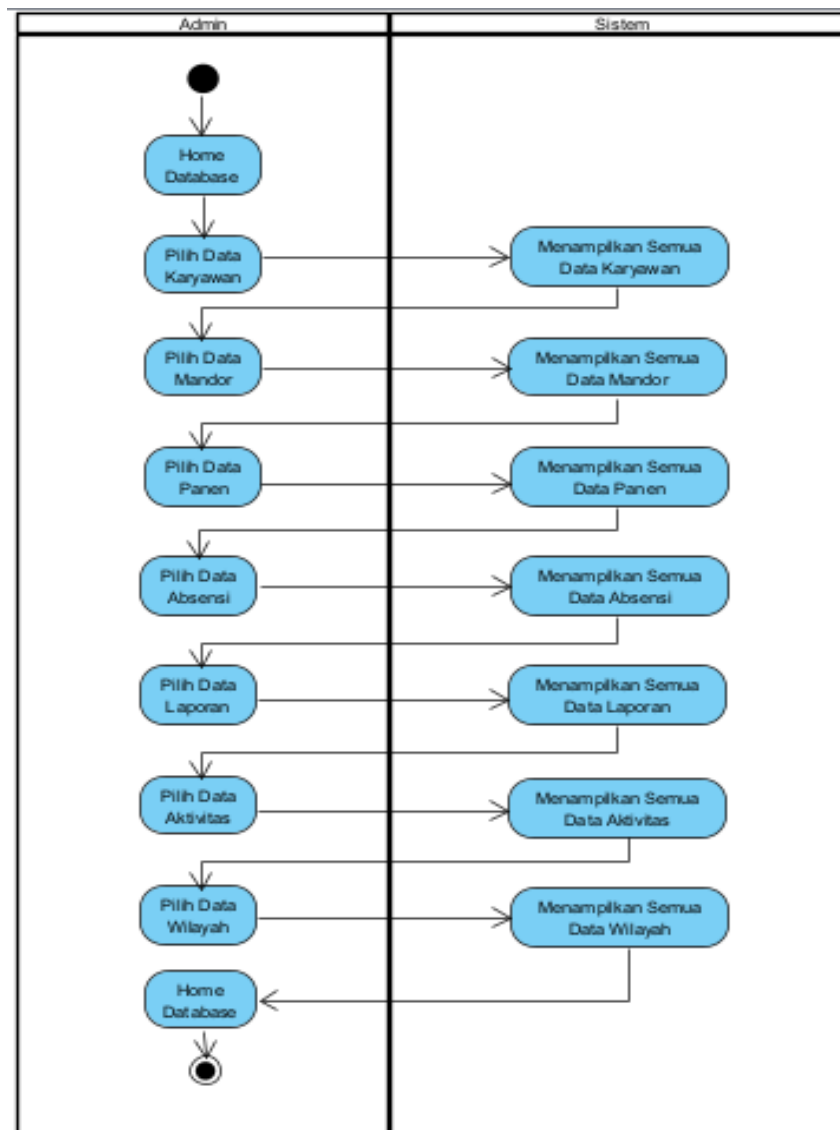 Admin
Sistem
Home
Database
Pilih Data
Karyawan
Menampilkan Semua
Data Karyawan
Pilih Data
Mandor
Menampilkan Semua
Data Mandor
Pilih Data
Panen
Menampilkan Semua
Data Panen
Pilih Data
Absensi
Menampilkan Semua
Data Absensi
Pilih Data
Laporan
Menampilkan Semua
Data Laporan
Pilih Data
Aktivitas
Menampilkan Semua
Data Aktivitas
Pilih Data
Wilayah
Menampilkan Semua
Data Wilayah
Home
Database